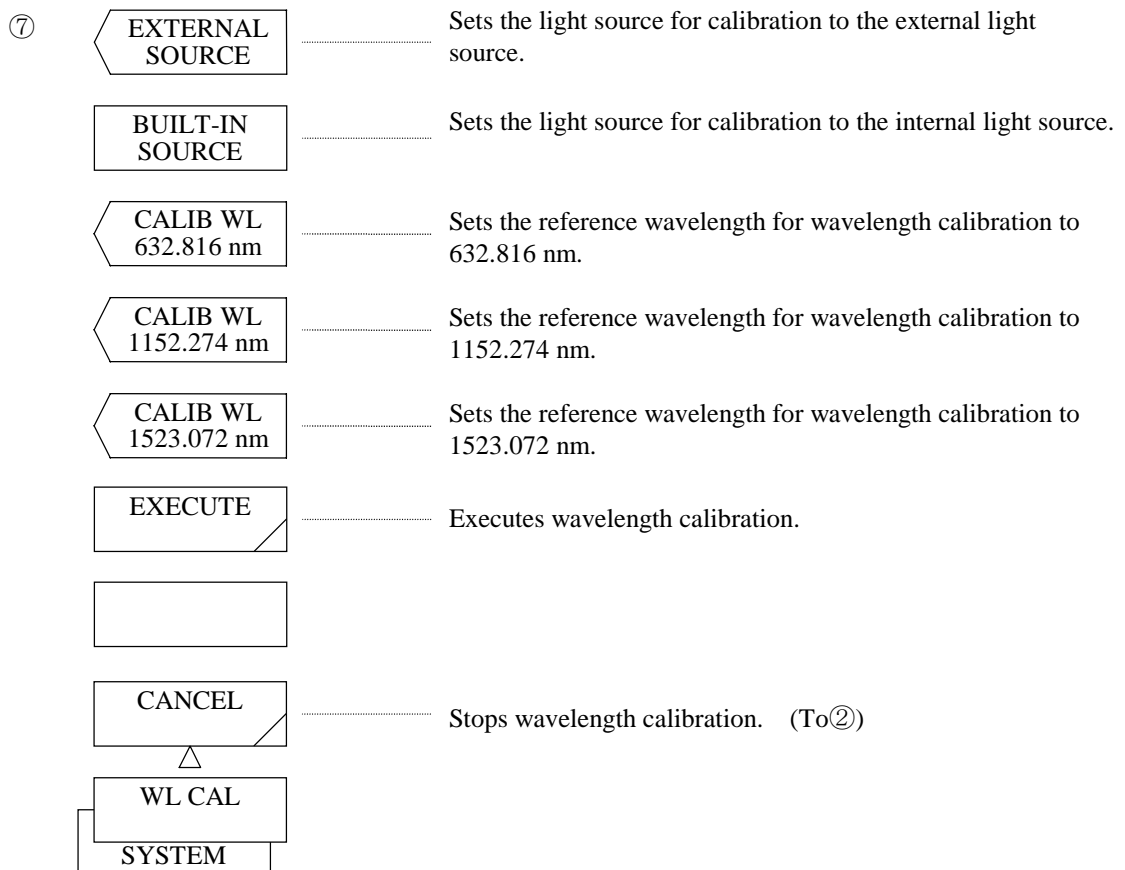 ⑦
EXTERNAL
SOURCE
Sets the light source for calibration to the external light
source.
BUILT-IN
SOURCE
Sets the light source for calibration to the internal light source.
CALIB WL
632.816 nm
Sets the reference wavelength for wavelength calibration to
632.816 nm.
CALIB WL
1152.274 nm
Sets the reference wavelength for wavelength calibration to
1152.274 nm.
CALIB WL
1523.072 nm
Sets the reference wavelength for wavelength calibration to
1523.072 nm.
EXECUTE
Executes wavelength calibration.
CANCEL
Stops wavelength calibration. (To②)
WL CAL
SYSTEM